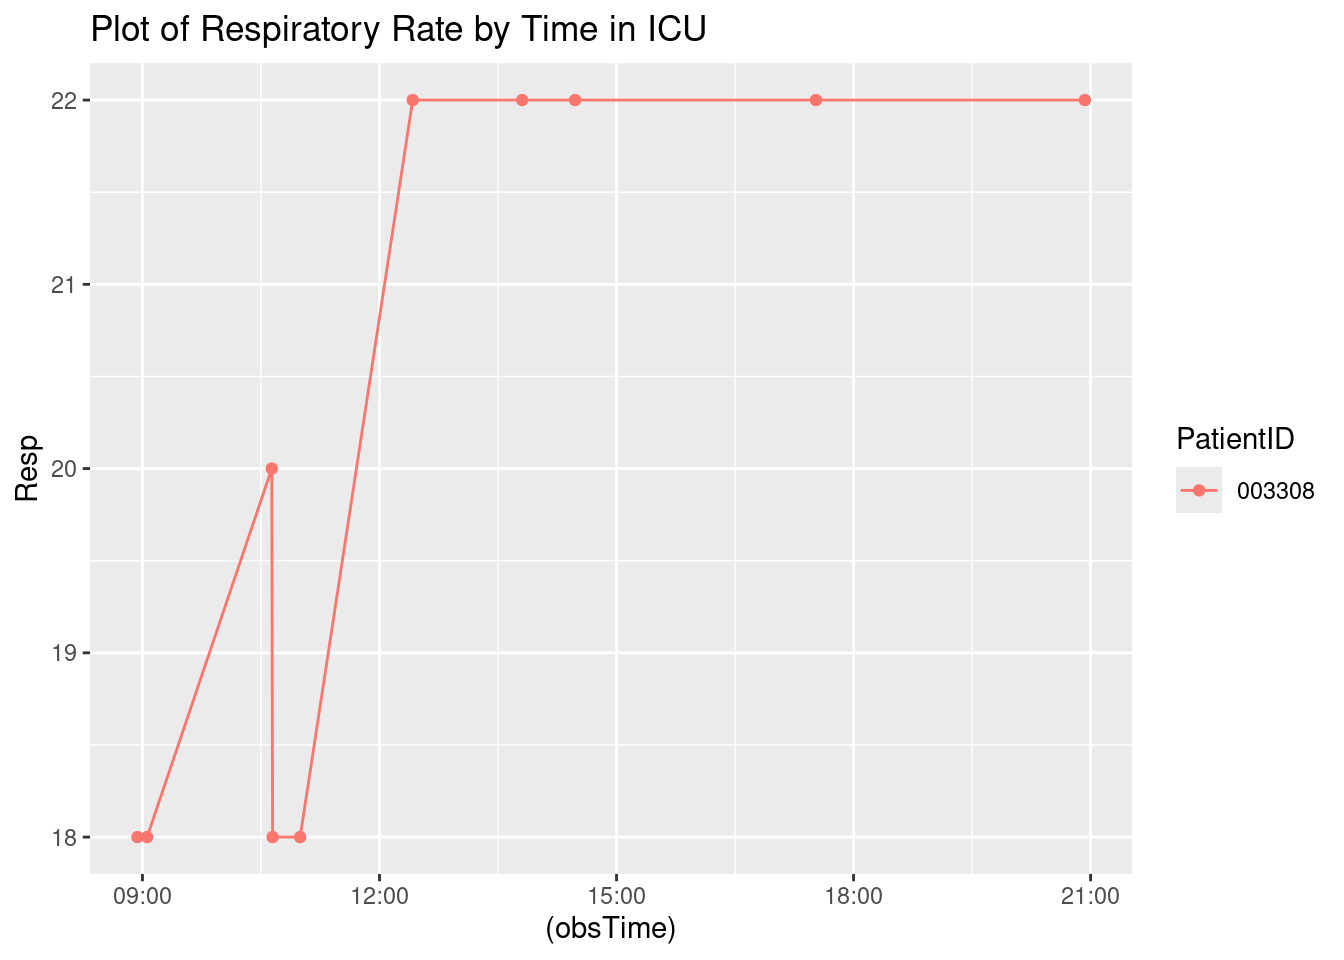 Plot of Respiratory Rate by Time in ICU
22
21
20
19
18
Resp
09:00 12:00 15:00 18:00 21:00
(obsTime)
PatientID
003308